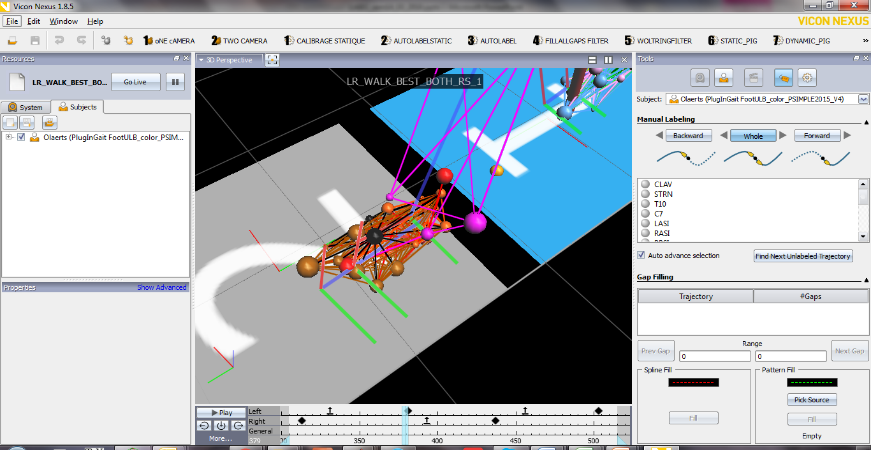 Vicon Nexus 1.8.5
File Edit Window Help
VICON NEXUS
1 oNE cAMERA 2 TWO CAMERA 1 CALIBRAGE STATIQUE 2 AUTOLABELSTATIC 3 AUTOLABEL 4 FILLALLGAPS FILTER 5 WOLTRINGFILTER 6 STATIC_PIG 7 DYNAMIC_PIG »
Resources
LR_WALK_BEST_BO... Go Live
System Subjects
Olaerts (PlugInGait FootULB_color_PSIM...
Properties Show Advanced
3D Perspective
LR_WALK_BEST_BOTH_RS_1
Play
More...
Left
Right
General
370
350 400 450 500
Tools
Subject: Olaerts (PlugInGait FootULB_color_PSIMPLE2015_V4)
Manual Labeling
Backward Whole Forward
CLAV
STRN
T10
C7
LASI
RASI
Auto advance selection Find Next Unlabeled Trajectory
Gap Filling
Trajectory #Gaps
Prev Gap Range Next Gap
0 0
Spline Fill Pattern Fill
Pick Source
Fill Fill
Empty